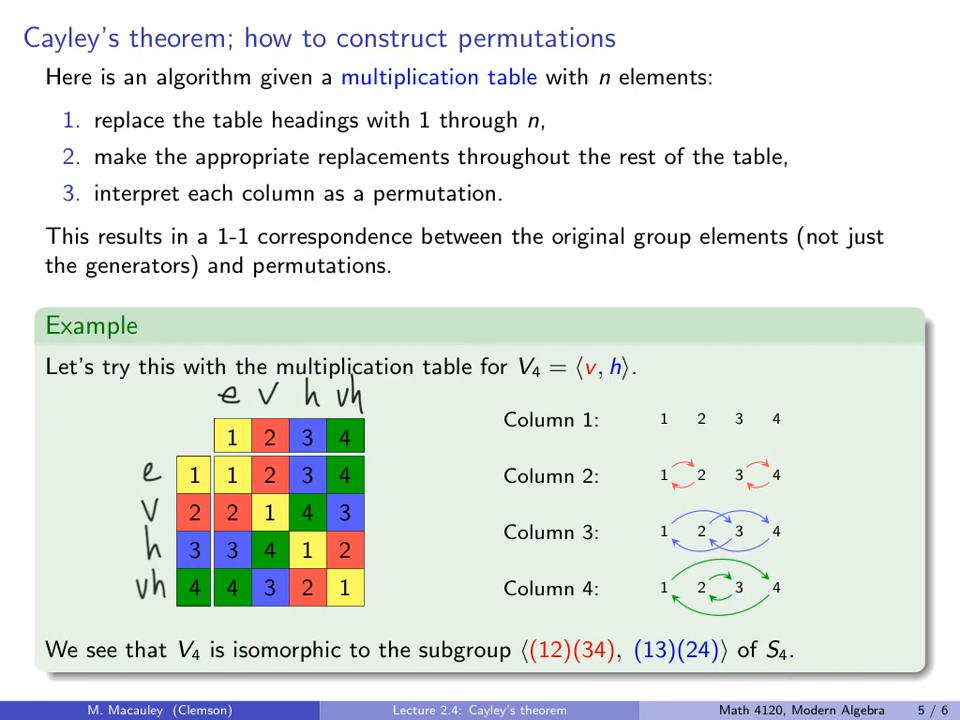 Cayley's theorem; how to construct permutations
Here is an algorithm given a multiplication table with n elements:
1. replace the table headings with 1 through n,
2. make the appropriate replacements throughout the rest of the table,
3. interpret each column as a permutation.
This results in a 1-1 correspondence between the original group elements (not just
the generators) and permutations.
Example
Let's try this with the multiplication table for V₄ = ⟨v, h⟩.
e v h vh
1 2 3 4
e 1 1 2 3 4
v 2 2 1 4 3
h 3 3 4 1 2
vh 4 4 3 2 1
Column 1: 1 2 3 4
Column 2: 1 2 3 4
Column 3: 1 2 3 4
Column 4: 1 2 3 4
We see that V₄ is isomorphic to the subgroup ⟨(12)(34), (13)(24)⟩ of S₄.
M. Macauley (Clemson) Lecture 2.4: Cayley's theorem Math 4120, Modern Algebra 5 / 6